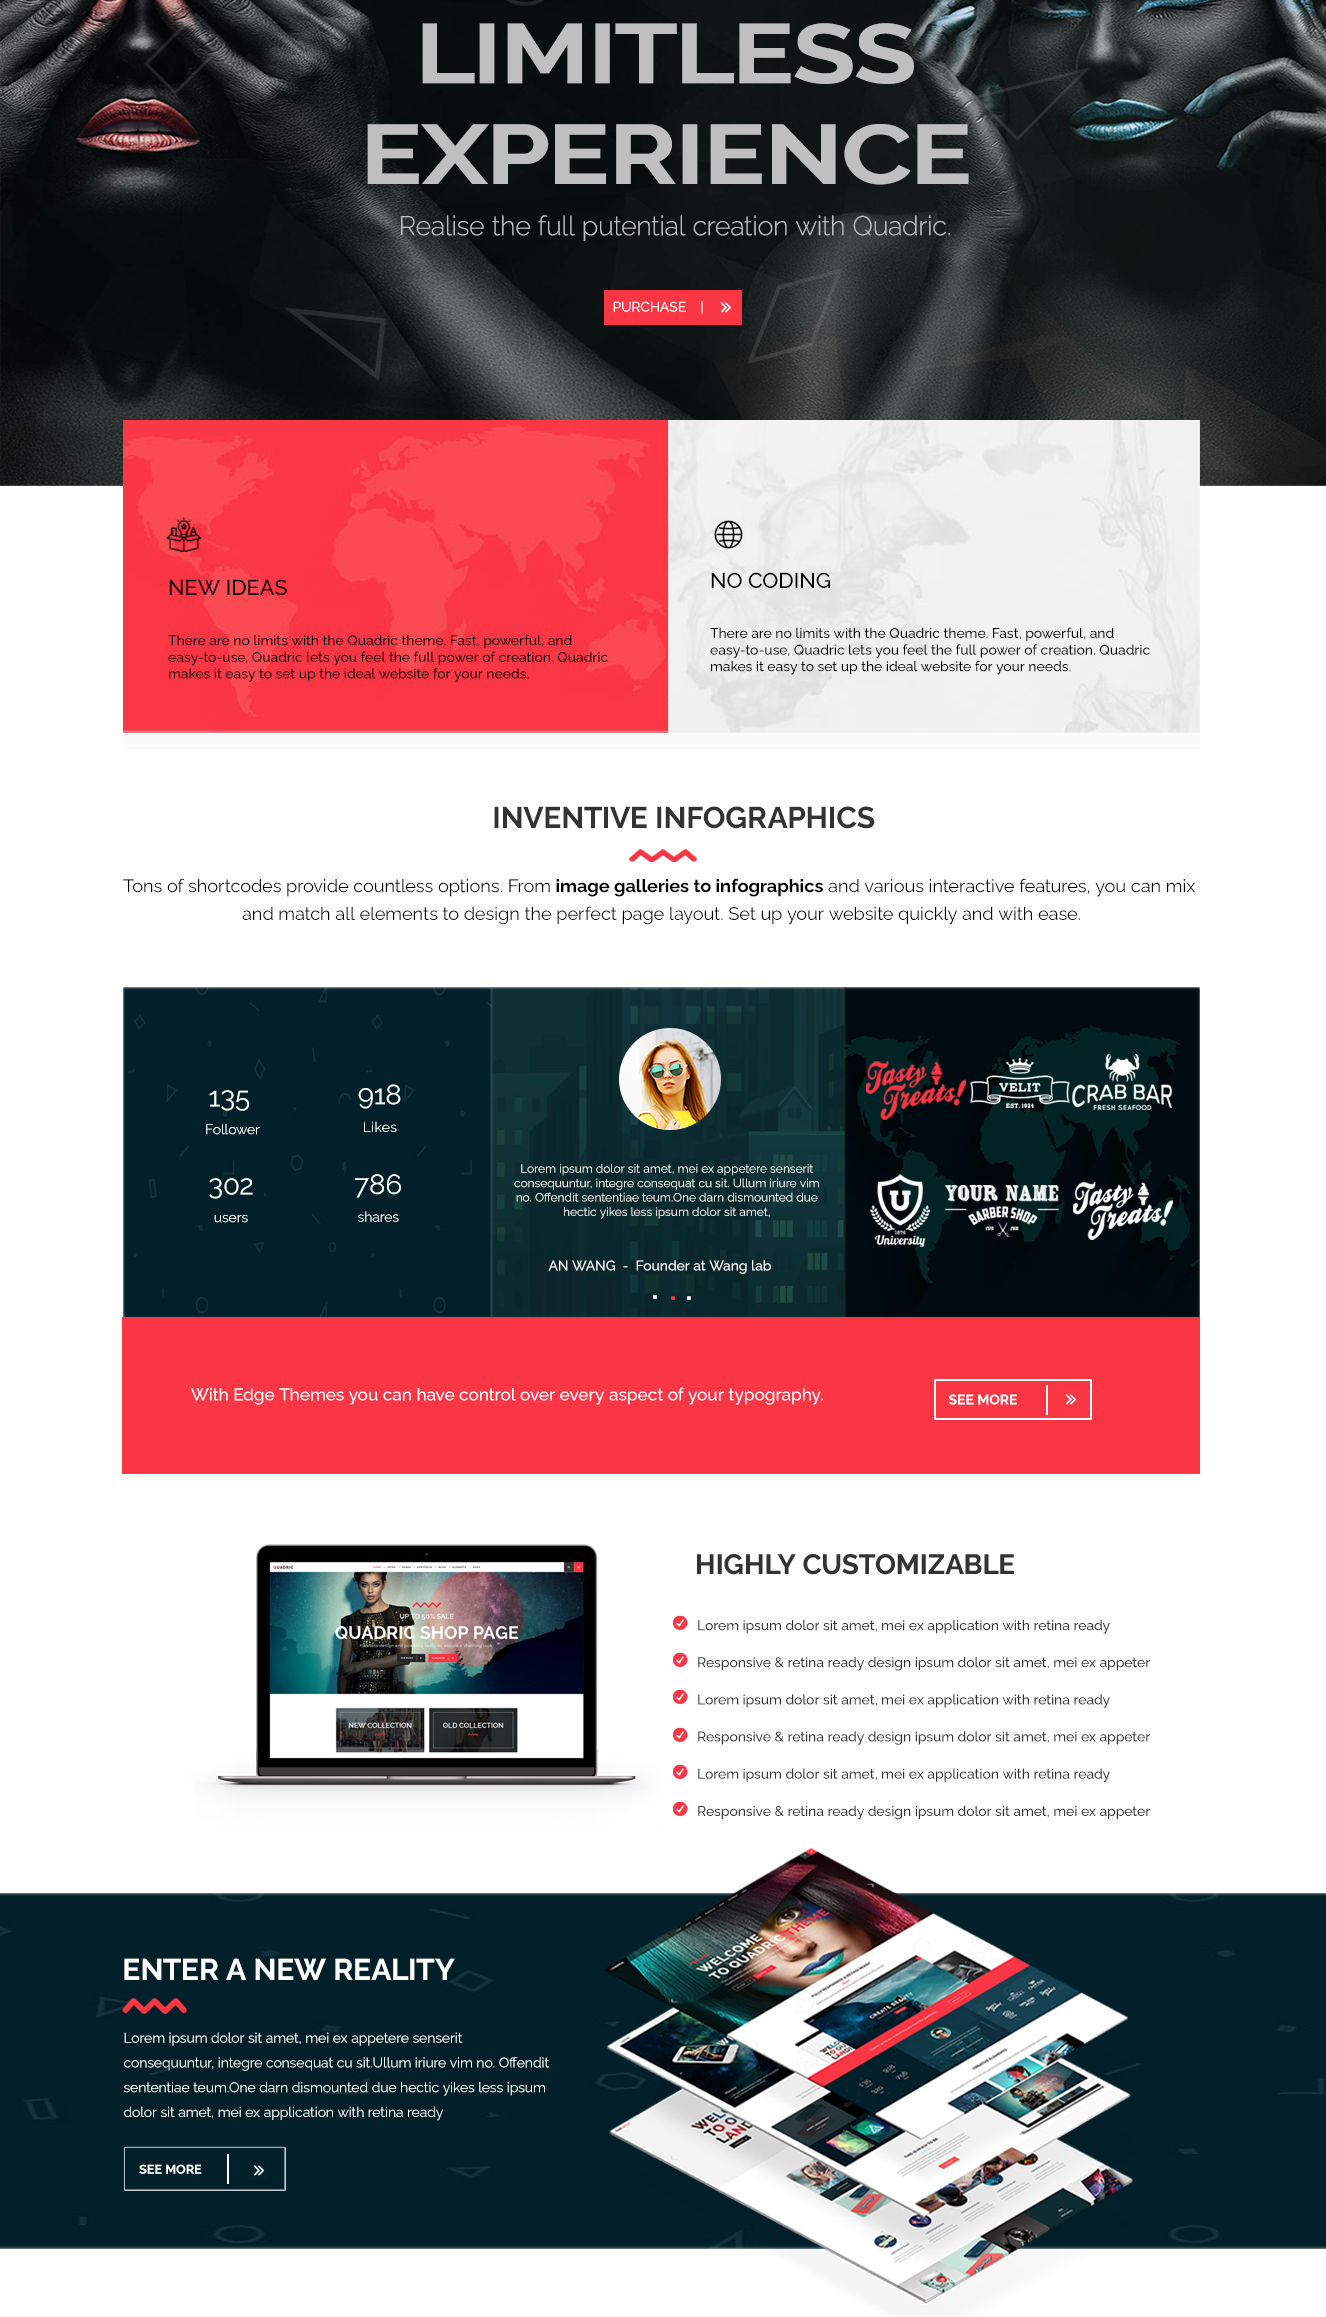 LIMITLESS
EXPERIENCE
Realise the full putential creation with Quadric.
PURCHASE |
NEW IDEAS
There are no limits with the Quadric theme. Fast, powerful, and
easy-to-use, Quadric lets you feel the full power of creation. Quadric
makes it easy to set up the ideal website for your needs.
NO CODING
There are no limits with the Quadric theme. Fast, powerful, and
easy-to-use, Quadric lets you feel the full power of creation. Quadric
makes it easy to set up the ideal website for your needs.
INVENTIVE INFOGRAPHICS
Tons of shortcodes provide countless options. From image galleries to infographics and various interactive features, you can mix
and match all elements to design the perfect page layout. Set up your website quickly and with ease.
135
Follower
918
Likes
302
users
786
shares
Lorem ipsum dolor sit amet, mei ex appetere senserit
consequuntur, integre consequat cu sit. Ullum iriure vim
no. Offendit sententiae teum.One darn dismounted due
hectic yikes less ipsum dolor sit amet,
AN WANG - Founder at Wang lab
Tasty
Treats!
VELIT
EST. 1924
CRAB BAR
FRESH SEAFOOD
U
1876
University
YOUR NAME
BARBER SHOP
Tasty
Treats!
With Edge Themes you can have control over every aspect of your typography.
SEE MORE
QUADRIC
UP TO 50% SALE
QUADRIC SHOP PAGE
NEW COLLECTION
OLD COLLECTION
HIGHLY CUSTOMIZABLE
Lorem ipsum dolor sit amet, mei ex application with retina ready
Responsive & retina ready design ipsum dolor sit amet, mei ex appeter
Lorem ipsum dolor sit amet, mei ex application with retina ready
Responsive & retina ready design ipsum dolor sit amet, mei ex appeter
Lorem ipsum dolor sit amet, mei ex application with retina ready
Responsive & retina ready design ipsum dolor sit amet, mei ex appeter
ENTER A NEW REALITY
Lorem ipsum dolor sit amet, mei ex appetere senserit
consequuntur, integre consequat cu sit.Ullum iriure vim no. Offendit
sententiae teum.One darn dismounted due hectic yikes less ipsum
dolor sit amet, mei ex application with retina ready
SEE MORE
WELCOME
TO QUADRIC THEME
CREATE BEAUTY